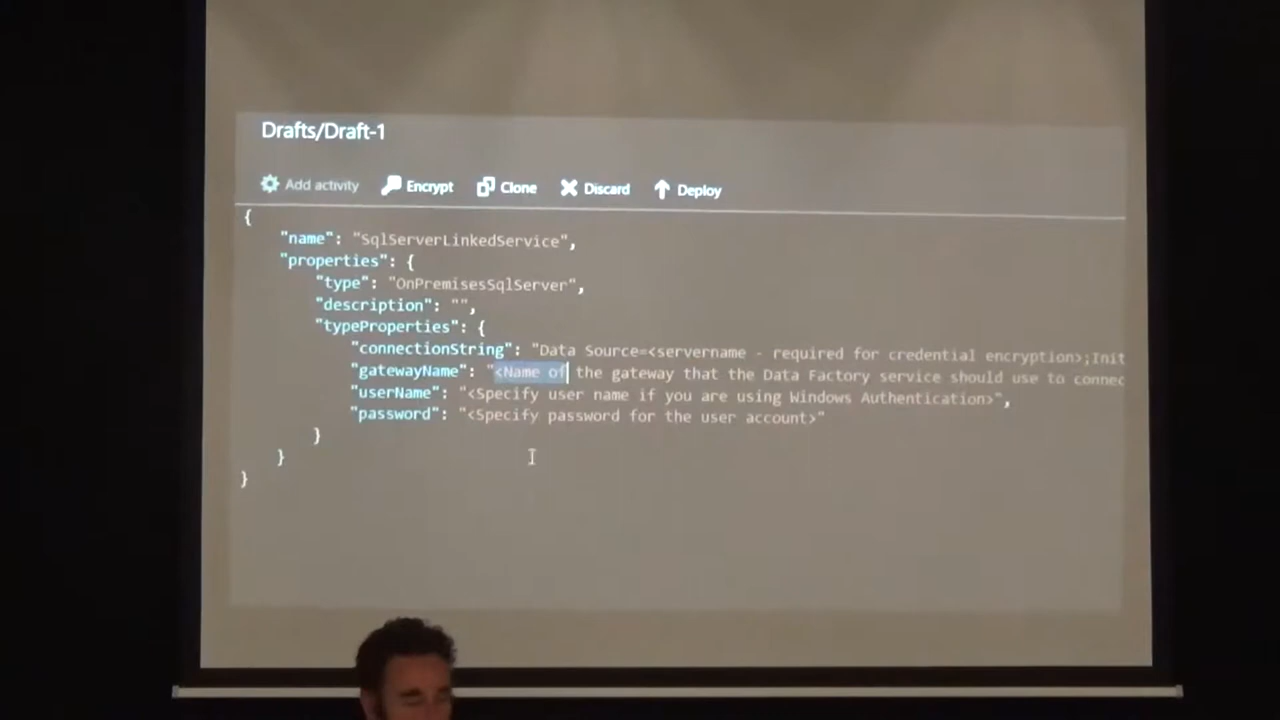 Drafts/Draft-1
Add activity Encrypt Clone Discard Deploy
{
"name": "SqlServerLinkedService",
"properties": {
"type": "OnPremisesSqlServer",
"description": "",
"typeProperties": {
"connectionString": "Data Source=<servername - required for credential encryption>;Init
"gatewayName": "<Name of the gateway that the Data Factory service should use to connec
"userName": "<Specify user name if you are using Windows Authentication>",
"password": "<Specify password for the user account>"
}
}
}